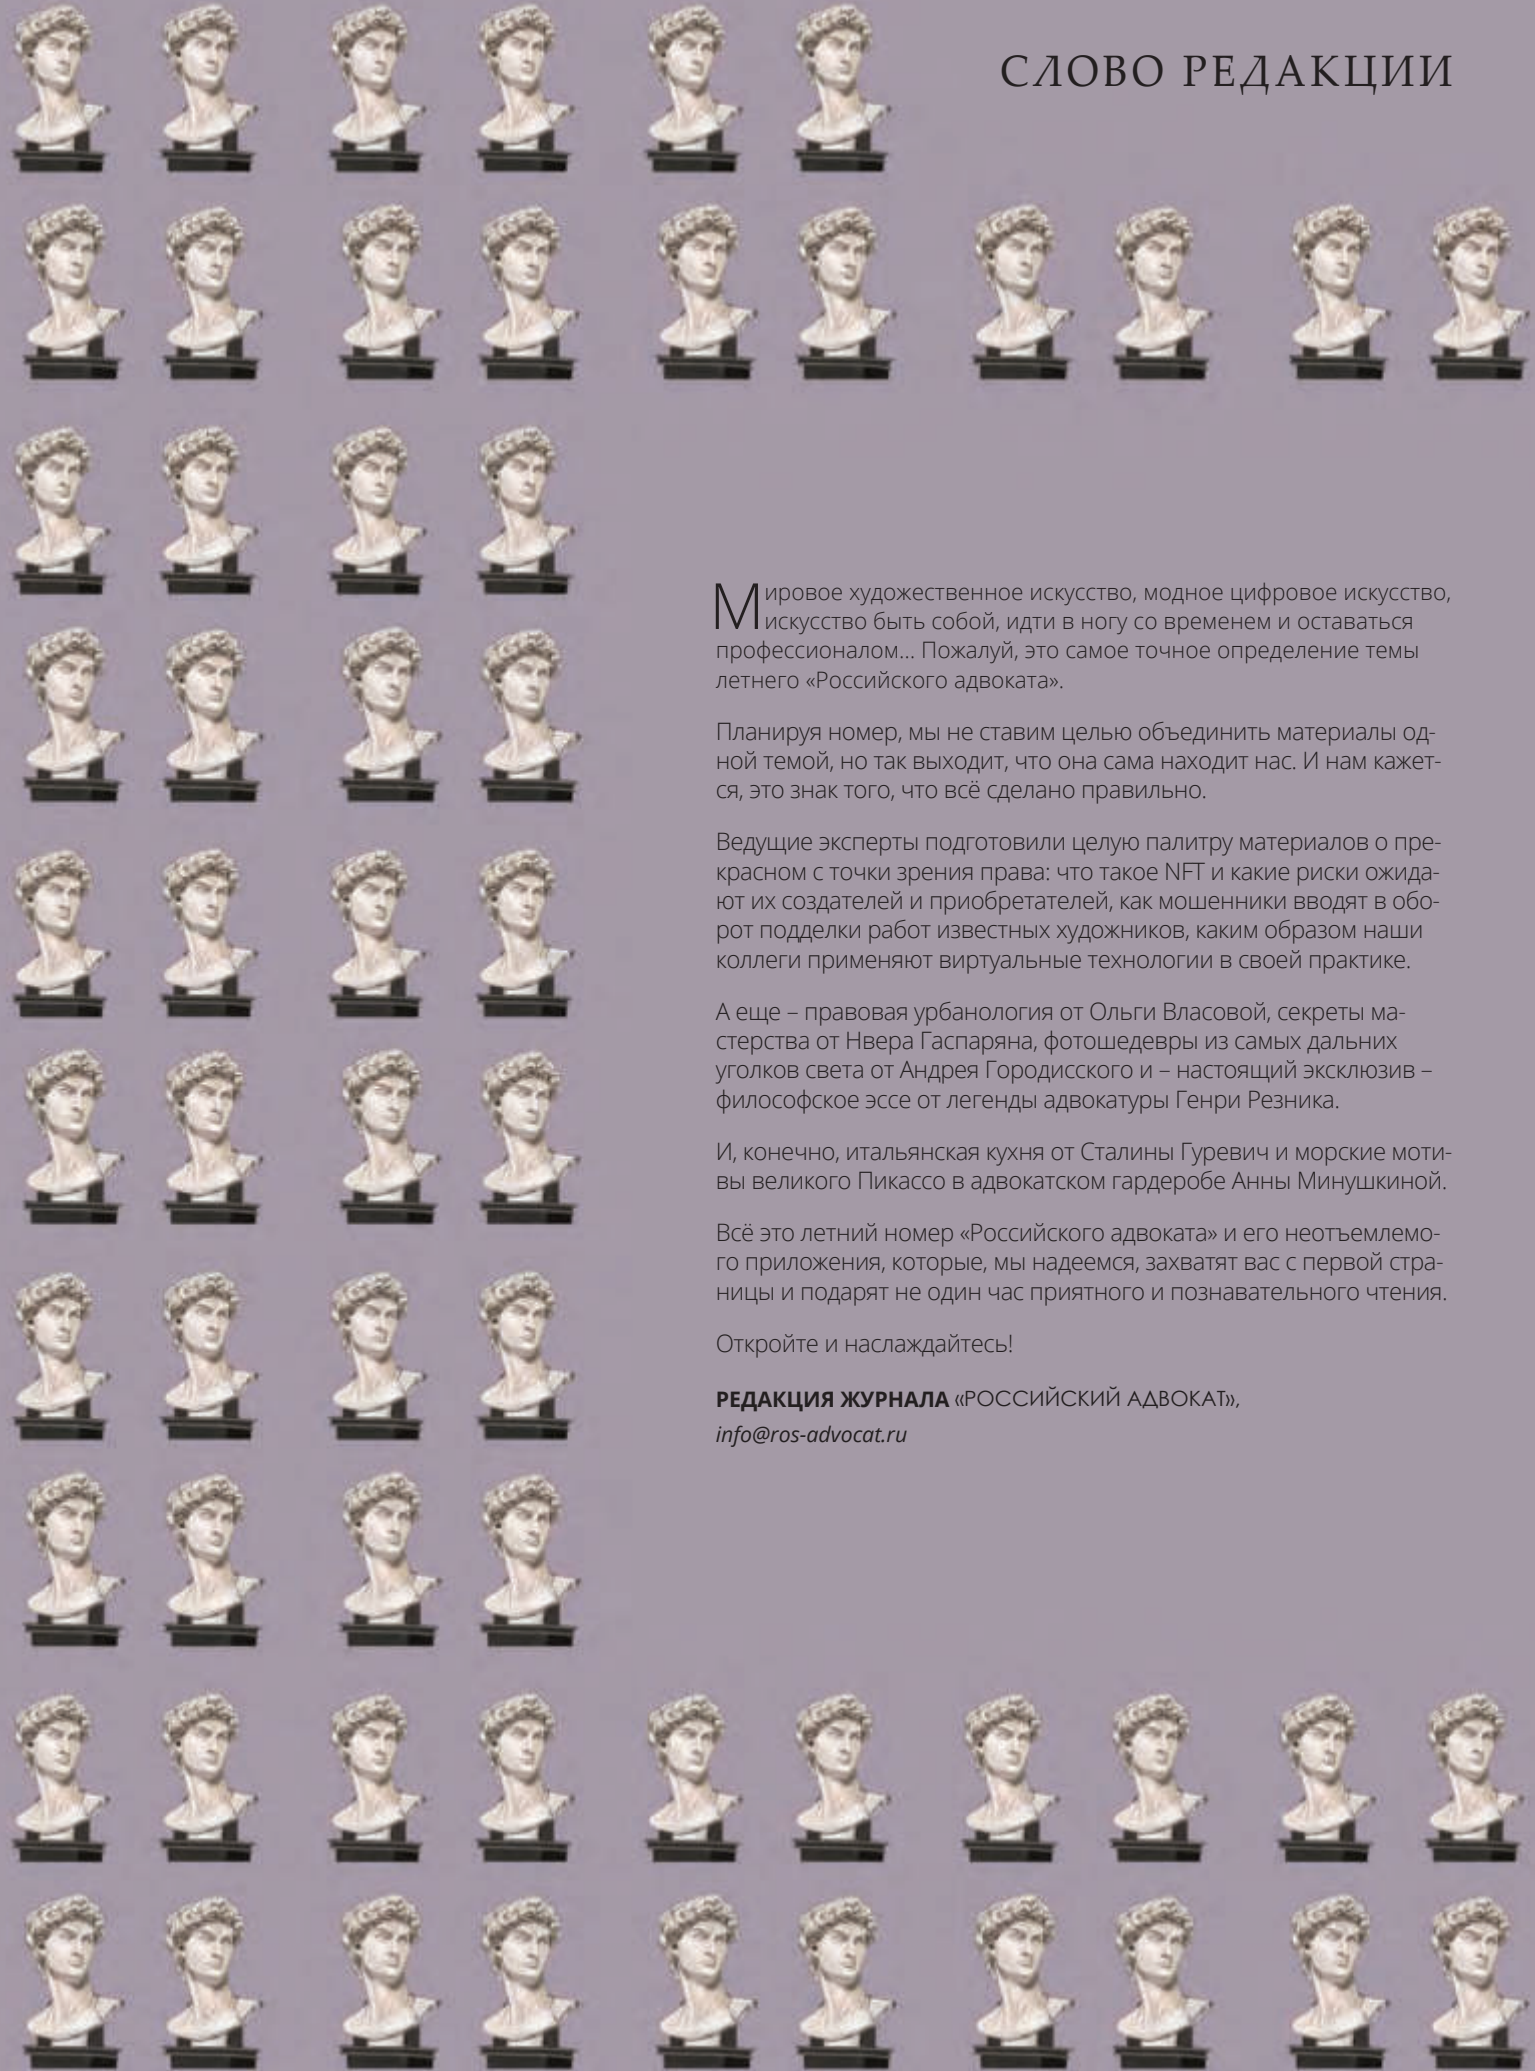 СЛОВО РЕДАКЦИИ
Мировое художественное искусство, модное цифровое искусство,
искусство быть собой, идти в ногу со временем и оставаться
профессионалом... Пожалуй, это самое точное определение темы
летнего «Российского адвоката».
Планируя номер, мы не ставим целью объединить материалы од-
ной темой, но так выходит, что она сама находит нас. И нам кажет-
ся, это знак того, что всё сделано правильно.
Ведущие эксперты подготовили целую палитру материалов о пре-
красном с точки зрения права: что такое NFT и какие риски ожида-
ют их создателей и приобретателей, как мошенники вводят в обо-
рот подделки работ известных художников, каким образом наши
коллеги применяют виртуальные технологии в своей практике.
А еще – правовая урбанология от Ольги Власовой, секреты ма-
стерства от Нвера Гаспаряна, фотошедевры из самых дальних
уголков света от Андрея Городисского и – настоящий эксклюзив –
философское эссе от легенды адвокатуры Генри Резника.
И, конечно, итальянская кухня от Сталины Гуревич и морские моти-
вы великого Пикассо в адвокатском гардеробе Анны Минушкиной.
Всё это летний номер «Российского адвоката» и его неотъемлемо-
го приложения, которые, мы надеемся, захватят вас с первой стра-
ницы и подарят не один час приятного и познавательного чтения.
Откройте и наслаждайтесь!
РЕДАКЦИЯ ЖУРНАЛА «РОССИЙСКИЙ АДВОКАТ»,
info@ros-advocat.ru